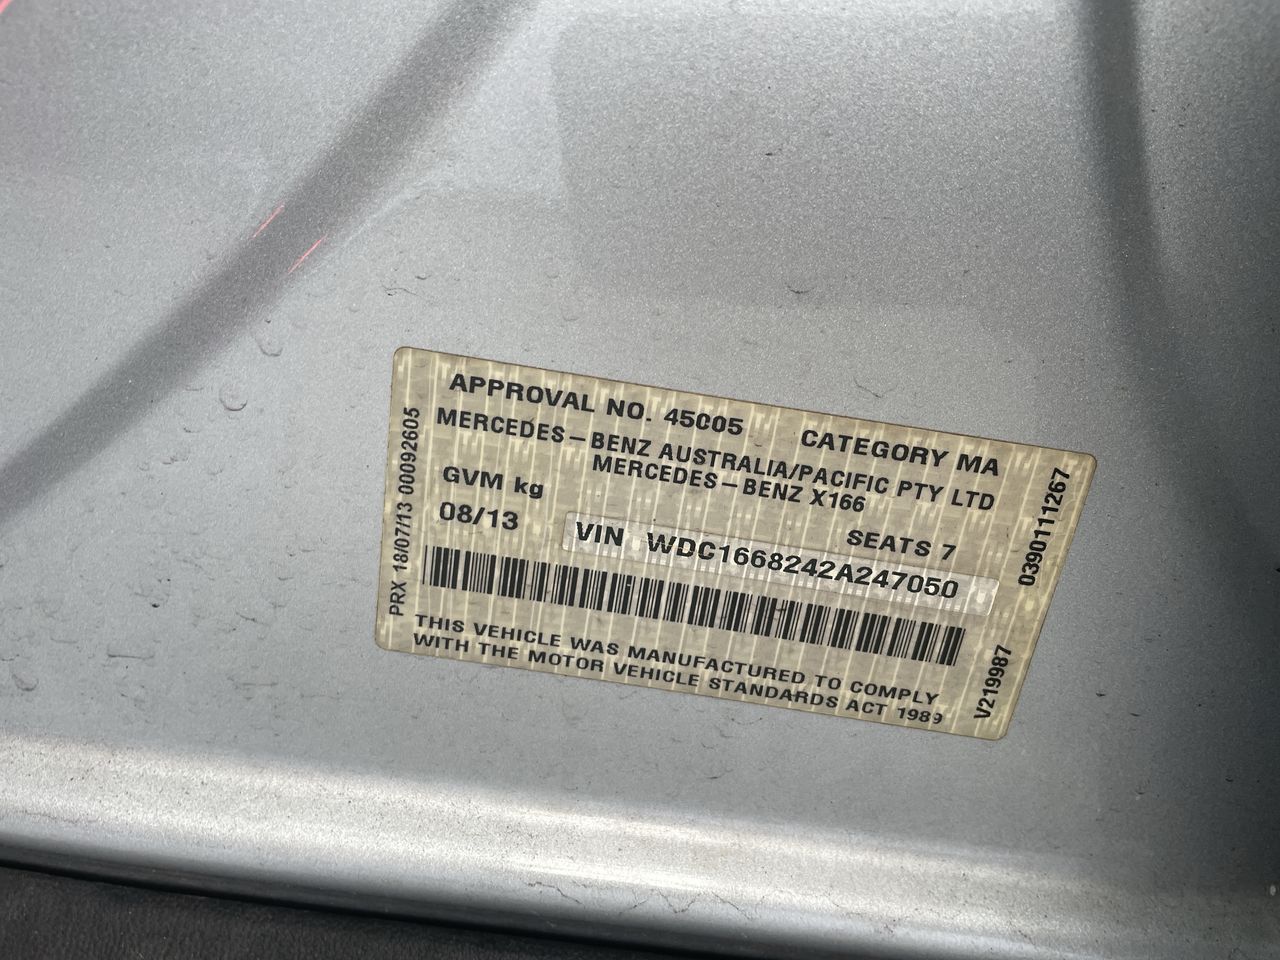 APPROVAL NO. 45005 CATEGORY MA
MERCEDES-BENZ AUSTRALIA/PACIFIC PTY LTD
MERCEDES-BENZ X166
GVM kg
08/13 SEATS 7
VIN WDC1668242A247050
THIS VEHICLE WAS MANUFACTURED TO COMPLY
WITH THE MOTOR VEHICLE STANDARDS ACT 1989
PRX 18/07/13 00092605
0390111267
V219987